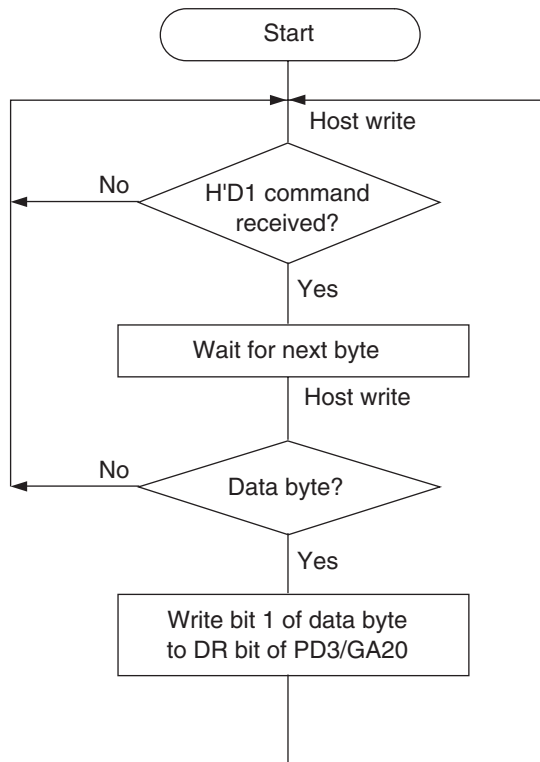 Start
Host write
No
H'D1 command
received?
Yes
Wait for next byte
Host write
No
Data byte?
Yes
Write bit 1 of data byte
to DR bit of PD3/GA20